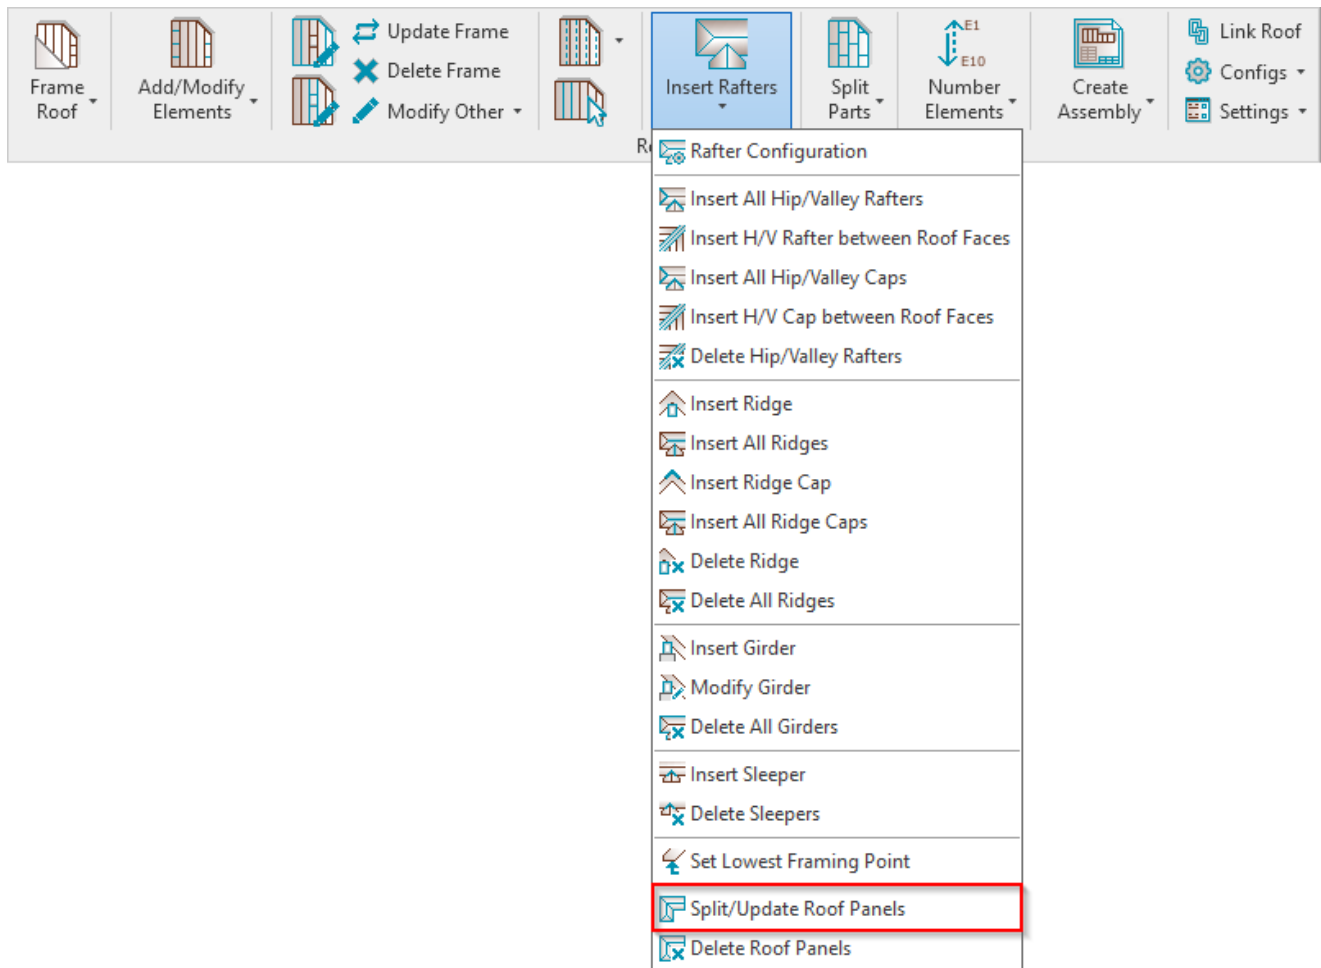 Frame
Roof
Add/Modify
Elements
Update Frame
Delete Frame
Modify Other
Insert Rafters
Split
Parts
E1
E10
Number
Elements
Create
Assembly
Link Roof
Configs
Settings
Rafter Configuration
Insert All Hip/Valley Rafters
Insert H/V Rafter between Roof Faces
Insert All Hip/Valley Caps
Insert H/V Cap between Roof Faces
Delete Hip/Valley Rafters
Insert Ridge
Insert All Ridges
Insert Ridge Cap
Insert All Ridge Caps
Delete Ridge
Delete All Ridges
Insert Girder
Modify Girder
Delete All Girders
Insert Sleeper
Delete Sleepers
Set Lowest Framing Point
Split/Update Roof Panels
Delete Roof Panels